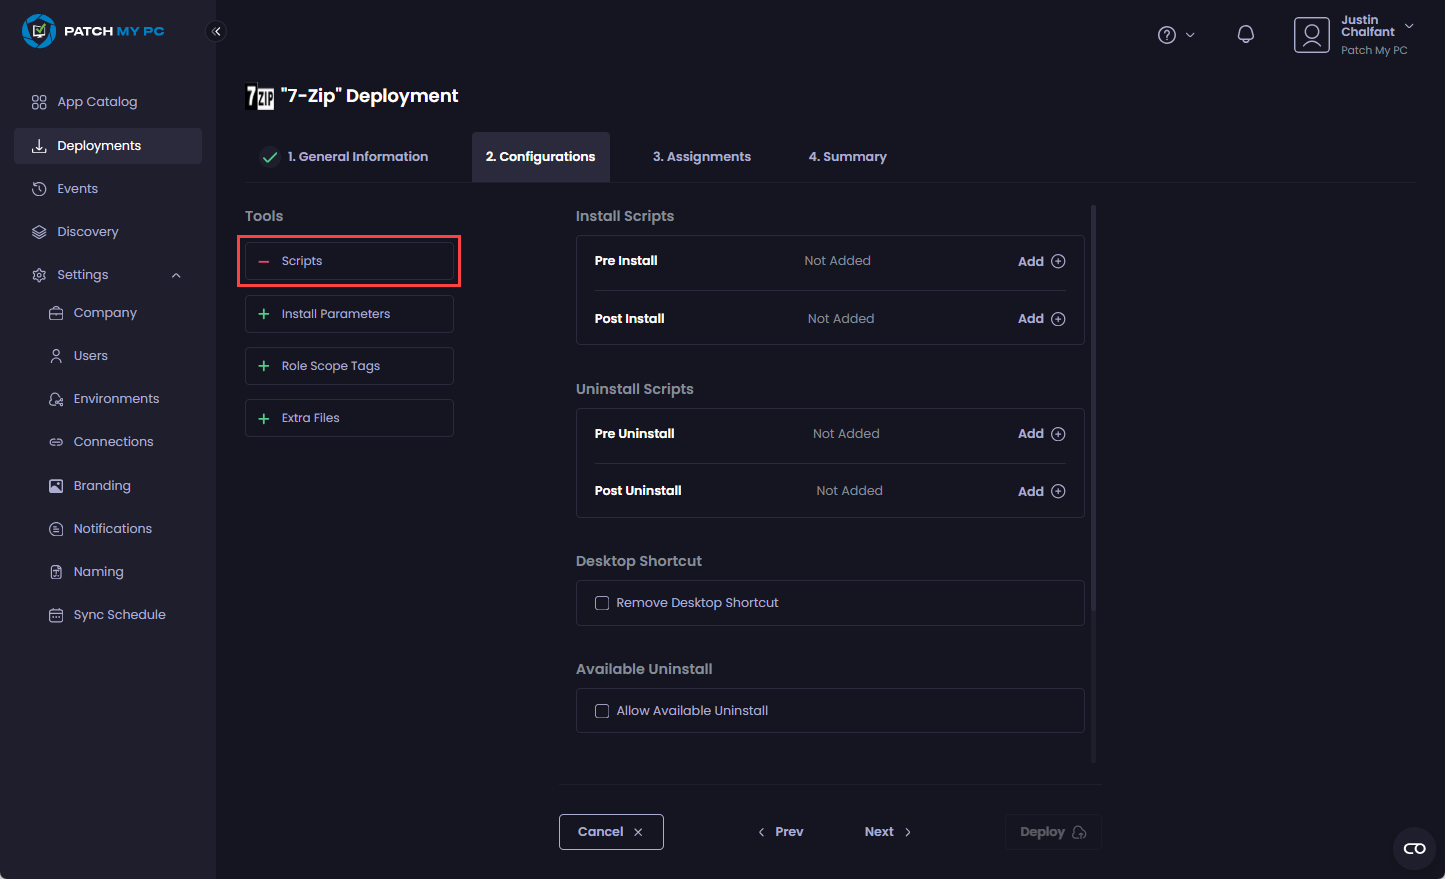 PATCH MY PC
App Catalog
Deployments
Events
Discovery
Settings
Company
Users
Environments
Connections
Branding
Notifications
Naming
Sync Schedule
Justin
Chalfant
Patch My PC
7ZIP "7-Zip" Deployment
1. General Information
2. Configurations
3. Assignments
4. Summary
Tools
Scripts
Install Parameters
Role Scope Tags
Extra Files
Install Scripts
Pre Install Not Added Add
Post Install Not Added Add
Uninstall Scripts
Pre Uninstall Not Added Add
Post Uninstall Not Added Add
Desktop Shortcut
Remove Desktop Shortcut
Available Uninstall
Allow Available Uninstall
Cancel
Prev
Next
Deploy